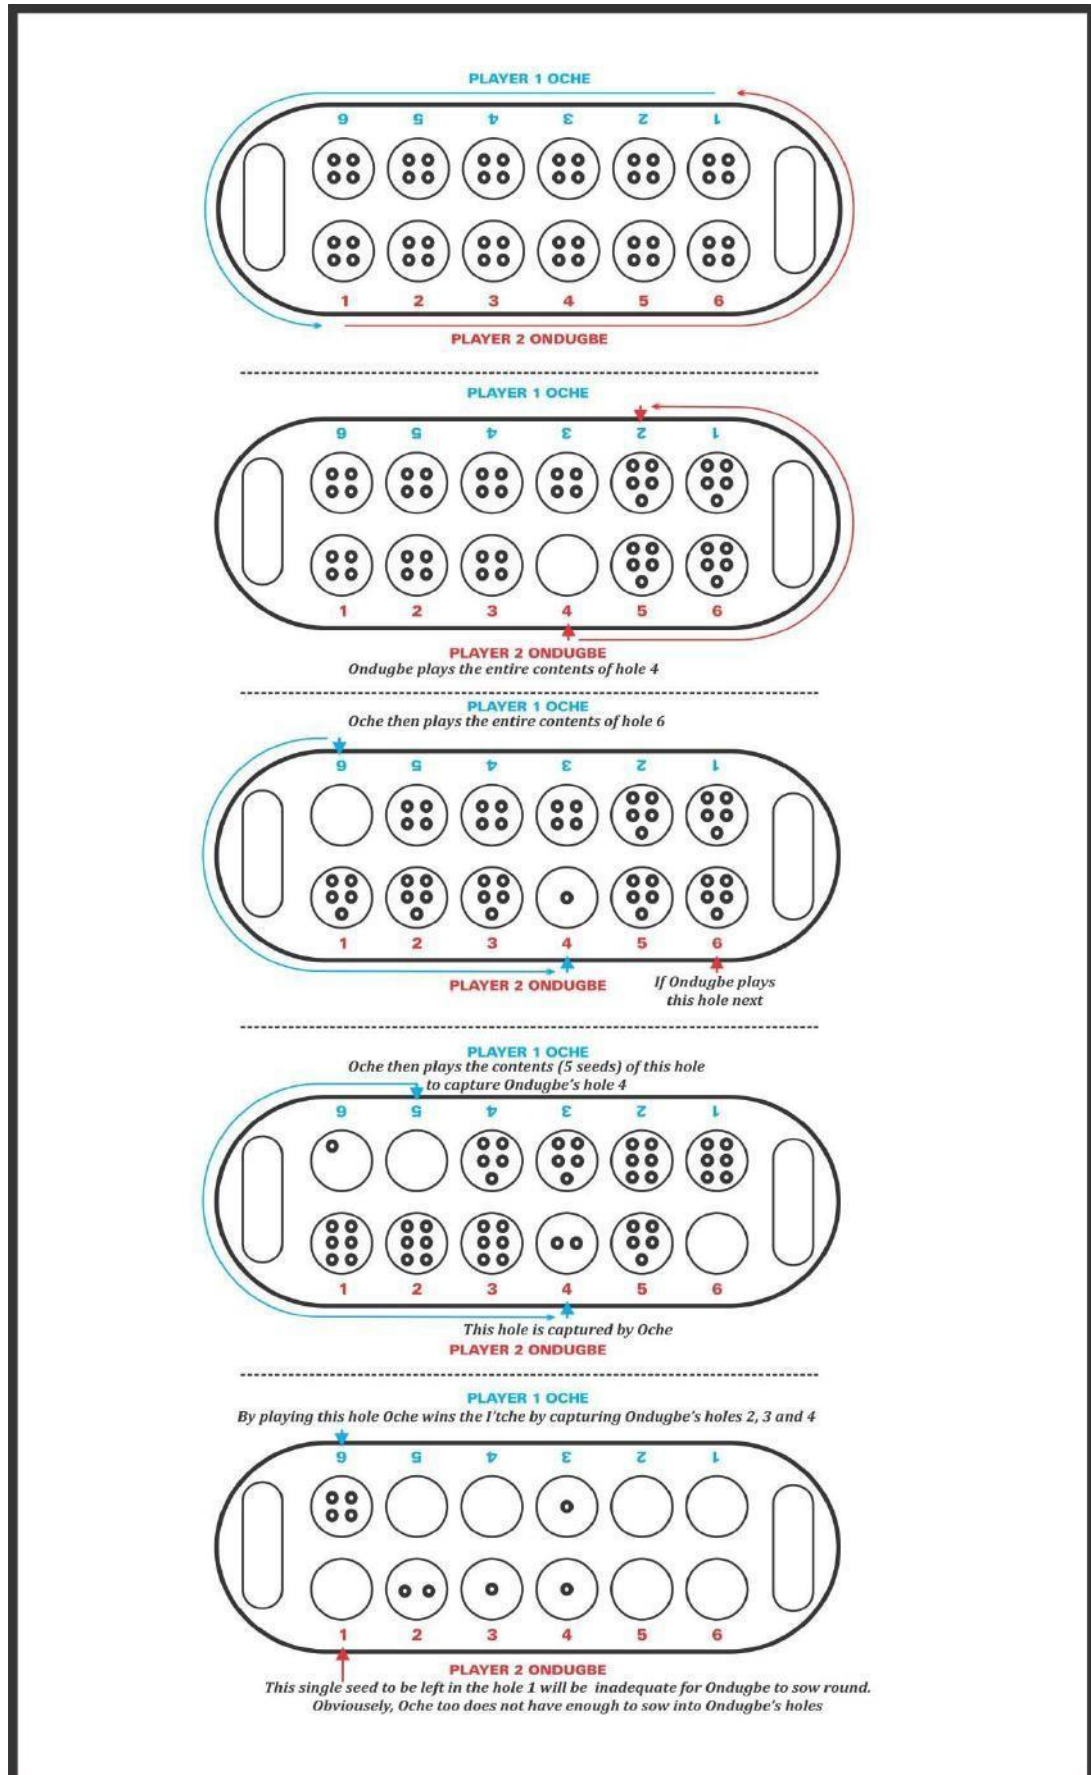 PLAYER 1 OCHE
6 5 4 3 2 1
1 2 3 4 5 6
PLAYER 2 ONDUGBE
PLAYER 1 OCHE
6 5 4 3 2 1
1 2 3 4 5 6
PLAYER 2 ONDUGBE
Ondugbe plays the entire contents of hole 4
PLAYER 1 OCHE
Oche then plays the entire contents of hole 6
6 5 4 3 2 1
1 2 3 4 5 6
PLAYER 2 ONDUGBE
If Ondugbe plays
this hole next
PLAYER 1 OCHE
Oche then plays the contents (5 seeds) of this hole
to capture Ondugbe's hole 4
6 5 4 3 2 1
1 2 3 4 5 6
This hole is captured by Oche
PLAYER 2 ONDUGBE
PLAYER 1 OCHE
By playing this hole Oche wins the I'tche by capturing Ondugbe's holes 2, 3 and 4
6 5 4 3 2 1
1 2 3 4 5 6
PLAYER 2 ONDUGBE
This single seed to be left in the hole 1 will be inadequate for Ondugbe to sow round.
Obviousely, Oche too does not have enough to sow into Ondugbe's holes